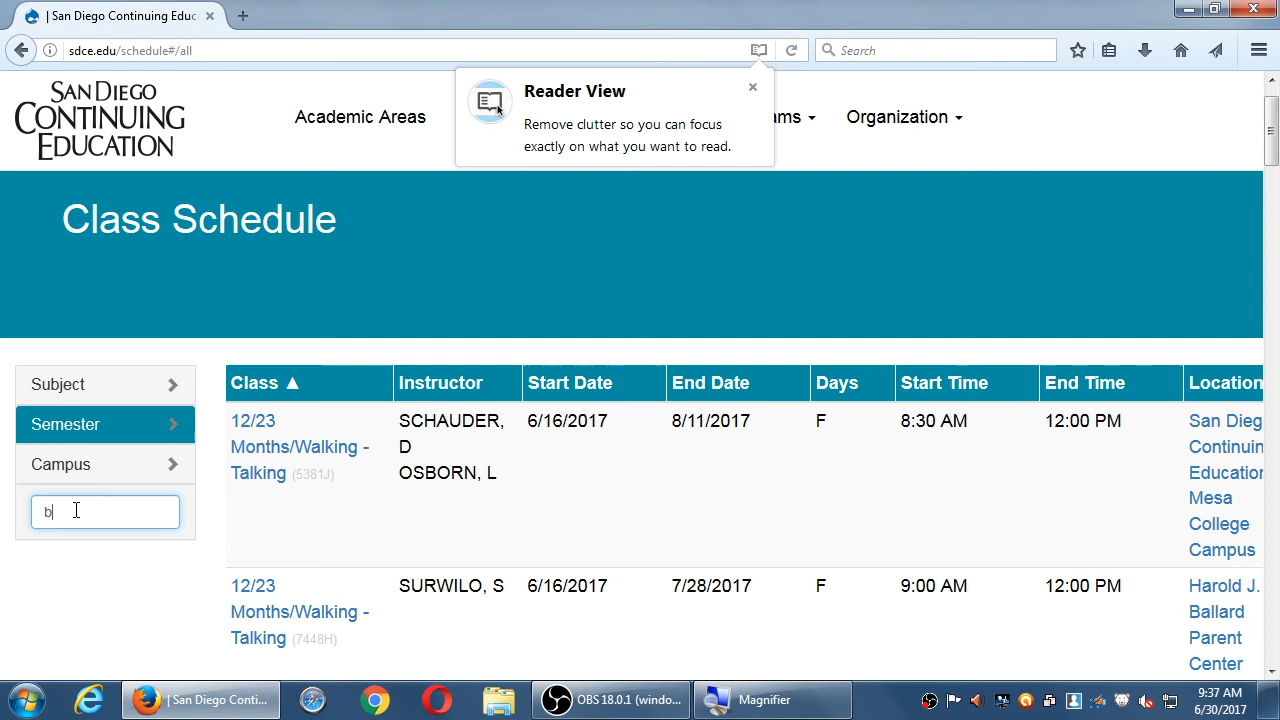 | San Diego Continuing Educ
sdce.edu/schedule#/all
Search
SAN DIEGO
CONTINUING
EDUCATION
Academic Areas
ams
Organization
Reader View
Remove clutter so you can focus
exactly on what you want to read.
Class Schedule
Subject
Semester
Campus
b
Class ▲ Instructor Start Date End Date Days Start Time End Time Location
12/23
Months/Walking -
Talking (5381J)
SCHAUDER,
D
OSBORN, L
6/16/2017
8/11/2017
F
8:30 AM
12:00 PM
San Dieg
Continuin
Education
Mesa
College
Campus
12/23
Months/Walking -
Talking (7448H)
SURWILO, S
6/16/2017
7/28/2017
F
9:00 AM
12:00 PM
Harold J.
Ballard
Parent
Center
| San Diego Conti...
OBS 18.0.1 (windo...
Magnifier
9:37 AM
6/30/2017